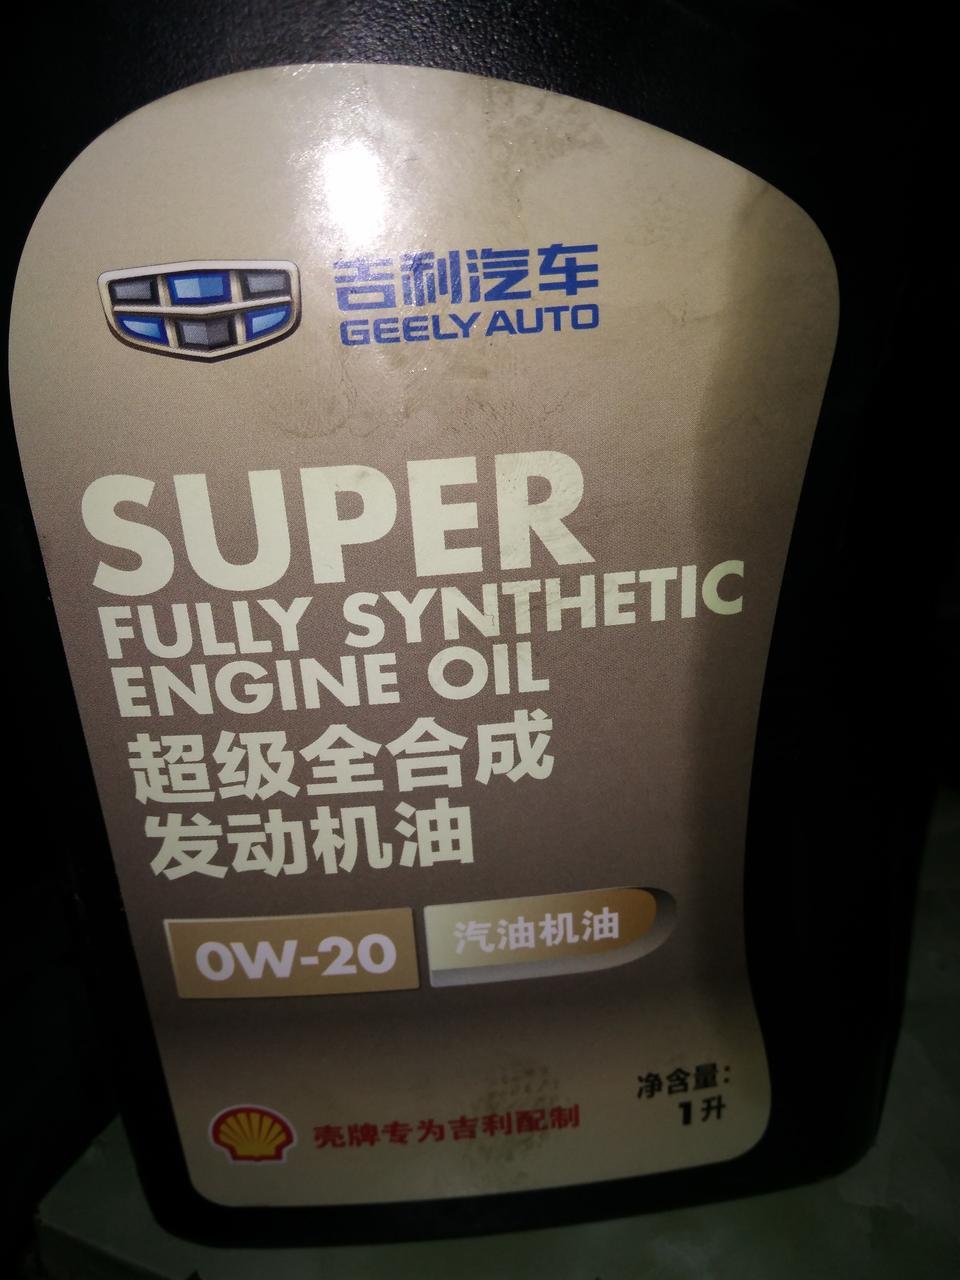 吉利汽车
GEELY AUTO
SUPER
FULLY SYNTHETIC
ENGINE OIL
超级全合成
发动机油
0W-20
汽油机油
净含量:
1升
壳牌专为吉利配制